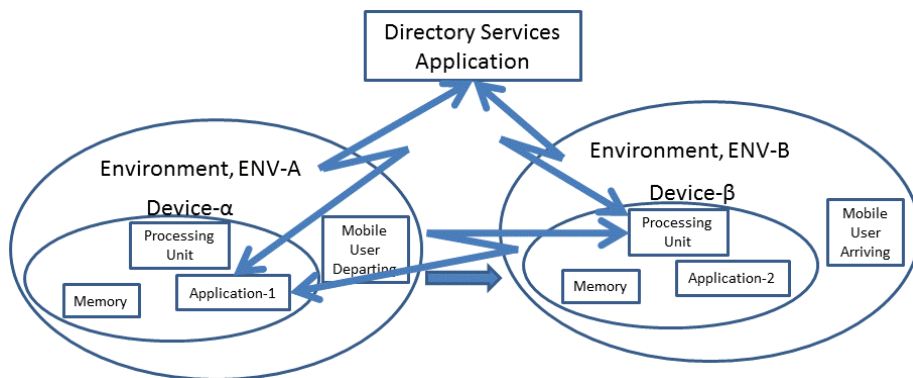 Directory Services
Application
Environment, ENV-A
Device-α
Processing
Unit
Memory
Application-1
Mobile
User
Departing
Environment, ENV-B
Device-β
Processing
Unit
Memory
Application-2
Mobile
User
Arriving